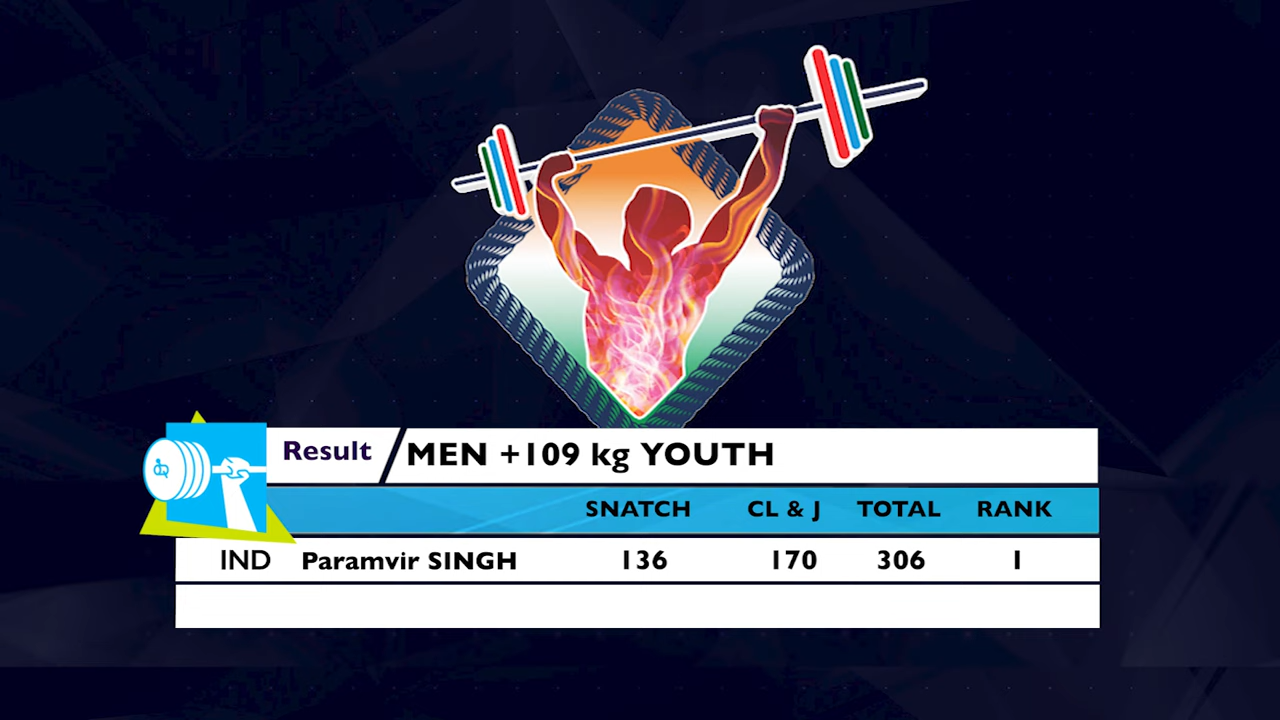 Result MEN +109 kg YOUTH
SNATCH CL & J TOTAL RANK
IND Paramvir SINGH 136 170 306 1